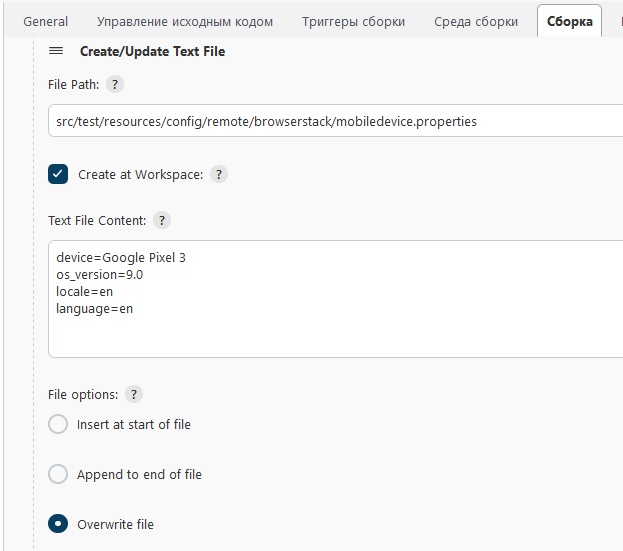 General Управление исходным кодом Триггеры сборки Среда сборки Сборка
Create/Update Text File
File Path: ?
src/test/resources/config/remote/browserstack/mobiledevice.properties
Create at Workspace: ?
Text File Content: ?
device=Google Pixel 3
os_version=9.0
locale=en
language=en
File options: ?
Insert at start of file
Append to end of file
Overwrite file